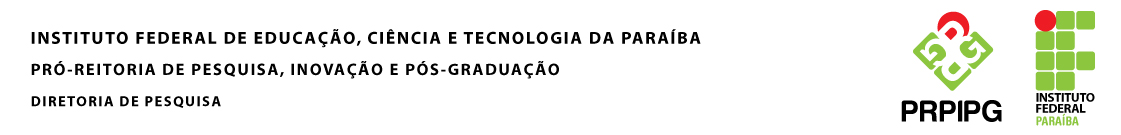 INSTITUTO FEDERAL DE EDUCAÇÃO, CIÊNCIA E TECNOLOGIA DA PARAÍBA
PRÓ-REITORIA DE PESQUISA, INOVAÇÃO E PÓS-GRADUAÇÃO
DIRETORIA DE PESQUISA
PRPIPG
INSTITUTO
FEDERAL
PARAÍBA